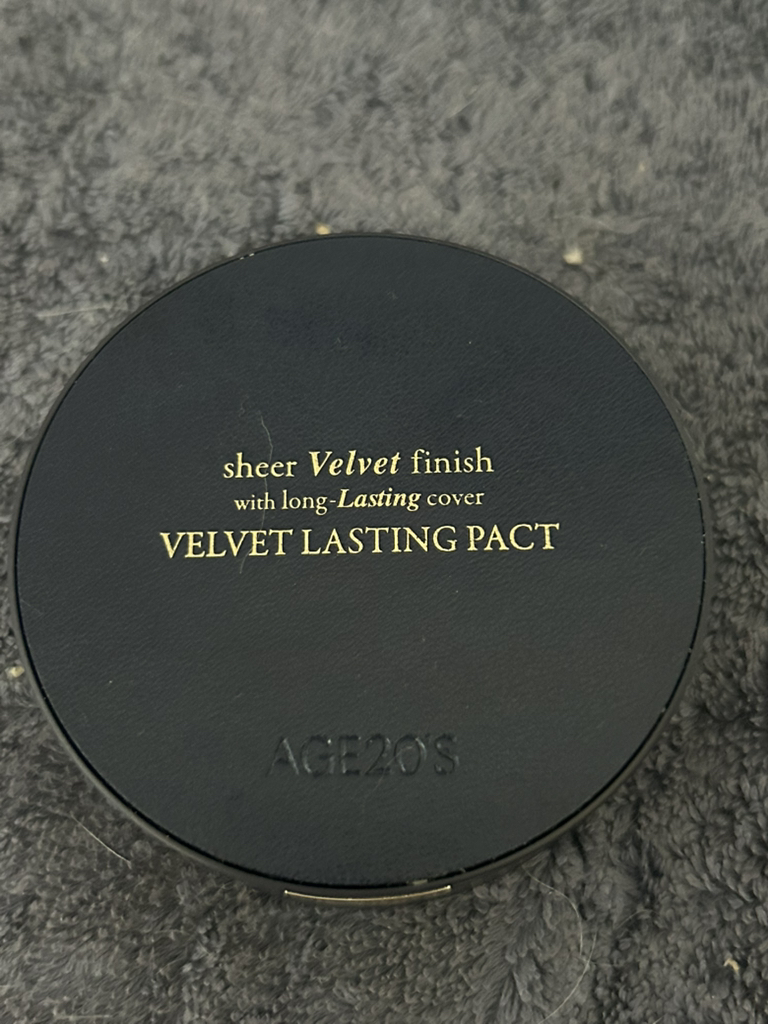 sheer Velvet finish
with long-Lasting cover
VELVET LASTING PACT
AGE20'S